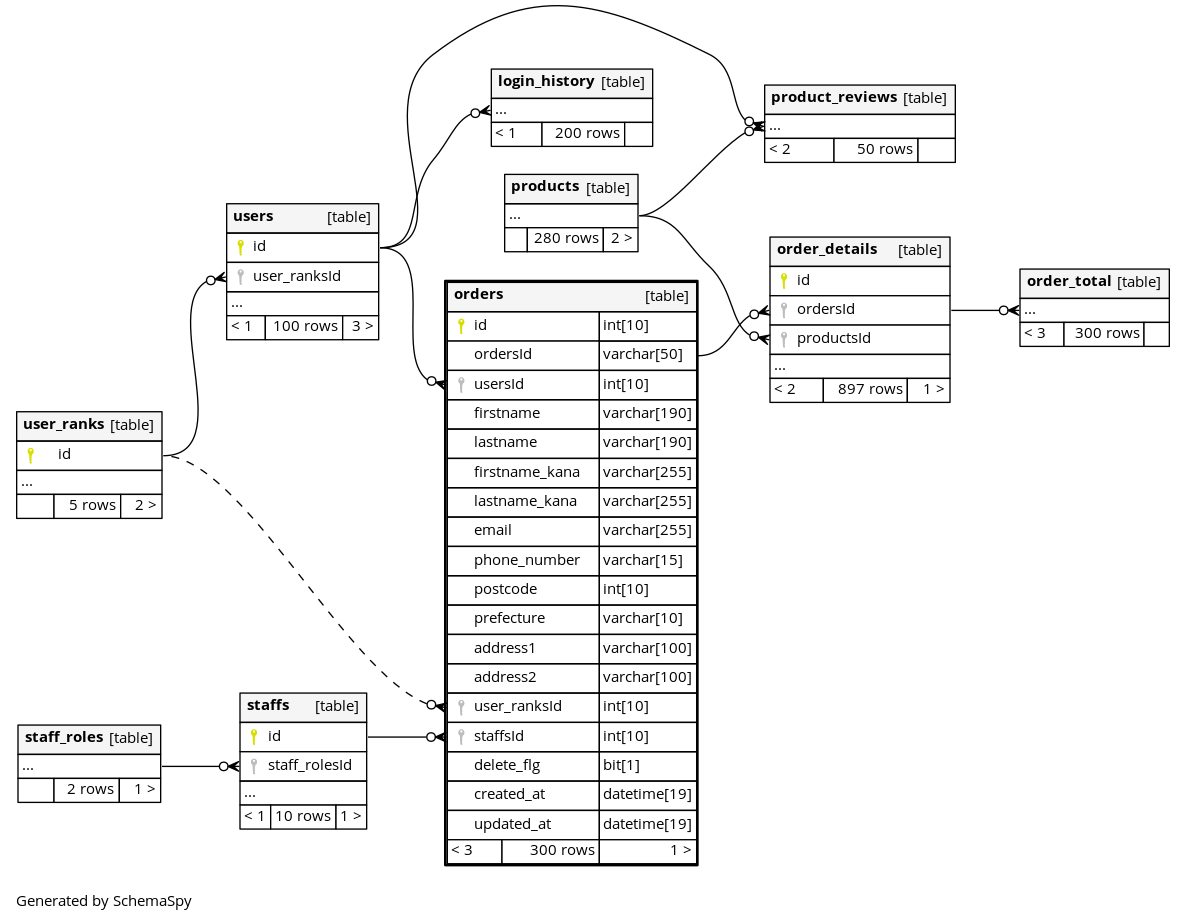 login_history [table]
...
< 1 200 rows
product_reviews [table]
...
< 2 50 rows
products [table]
...
280 rows 2 >
users [table]
id
user_ranksId
...
< 1 100 rows 3 >
order_details [table]
id
ordersId
productsId
...
< 2 897 rows 1 >
order_total [table]
...
< 3 300 rows
orders [table]
id int[10]
ordersId varchar[50]
usersId int[10]
firstname varchar[190]
lastname varchar[190]
firstname_kana varchar[255]
lastname_kana varchar[255]
email varchar[255]
phone_number varchar[15]
postcode int[10]
prefecture varchar[10]
address1 varchar[100]
address2 varchar[100]
user_ranksId int[10]
staffsId int[10]
delete_flg bit[1]
created_at datetime[19]
updated_at datetime[19]
< 3 300 rows 1 >
user_ranks [table]
id
...
5 rows 2 >
staffs [table]
id
staff_rolesId
...
< 1 10 rows 1 >
staff_roles [table]
...
2 rows 1 >
Generated by SchemaSpy